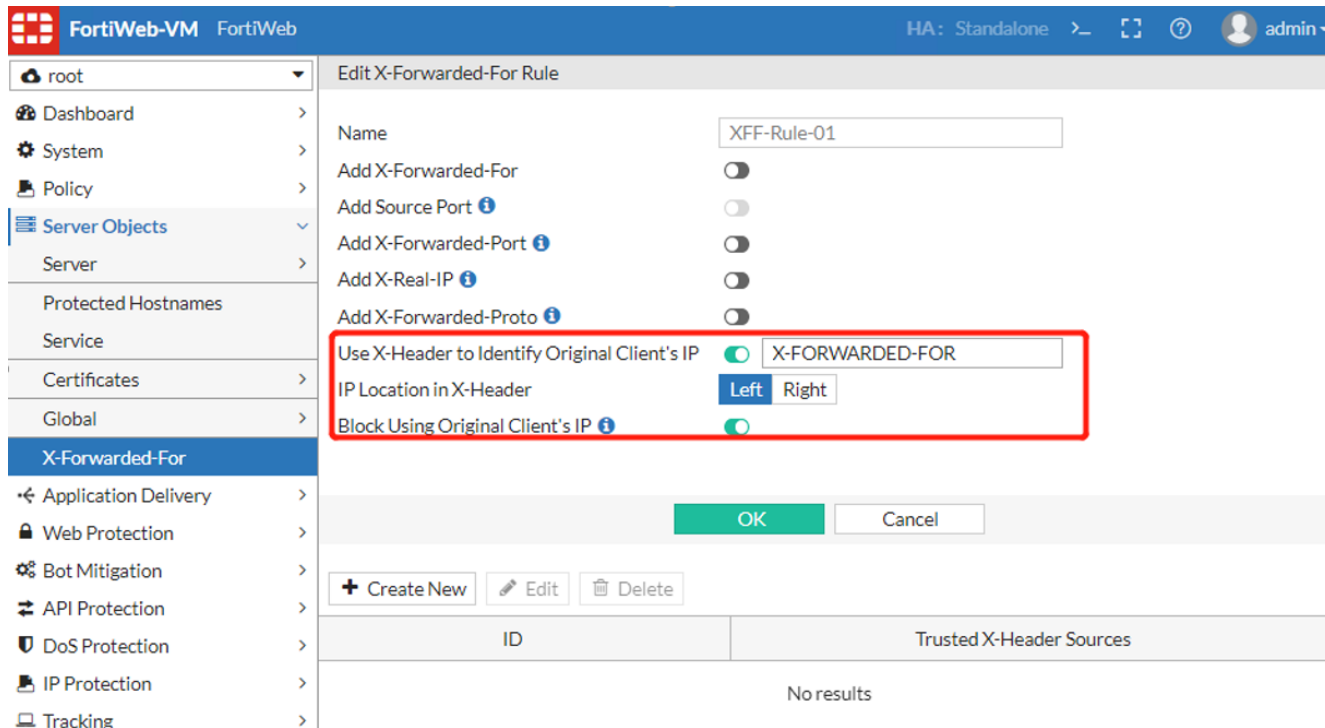 FortiWeb-VM FortiWeb HA: Standalone >_ admin
root
Dashboard
System
Policy
Server Objects
Server
Protected Hostnames
Service
Certificates
Global
X-Forwarded-For
Application Delivery
Web Protection
Bot Mitigation
API Protection
DoS Protection
IP Protection
Tracking
Edit X-Forwarded-For Rule
Name XFF-Rule-01
Add X-Forwarded-For
Add Source Port
Add X-Forwarded-Port
Add X-Real-IP
Add X-Forwarded-Proto
Use X-Header to Identify Original Client's IP X-FORWARDED-FOR
IP Location in X-Header Left Right
Block Using Original Client's IP
OK Cancel
Create New Edit Delete
ID Trusted X-Header Sources
No results